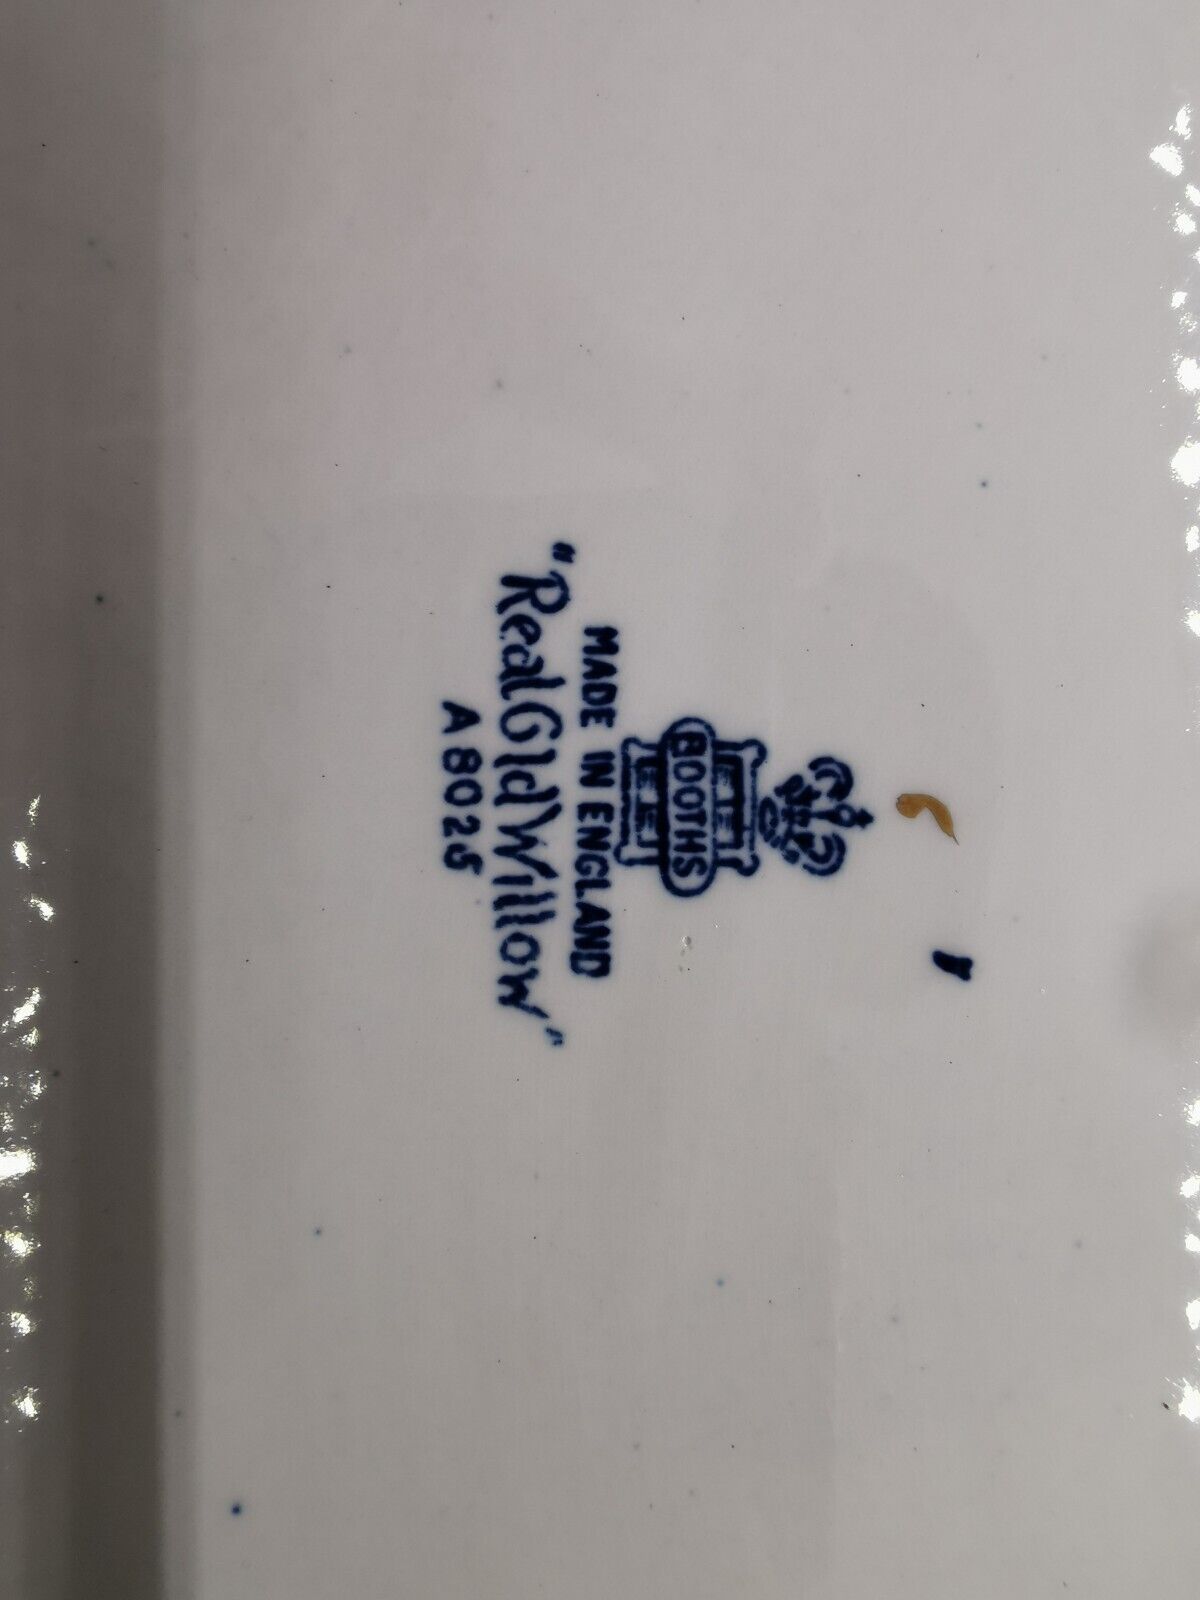 BOOTHS
MADE IN ENGLAND
"Real Old Willow"
A 8025